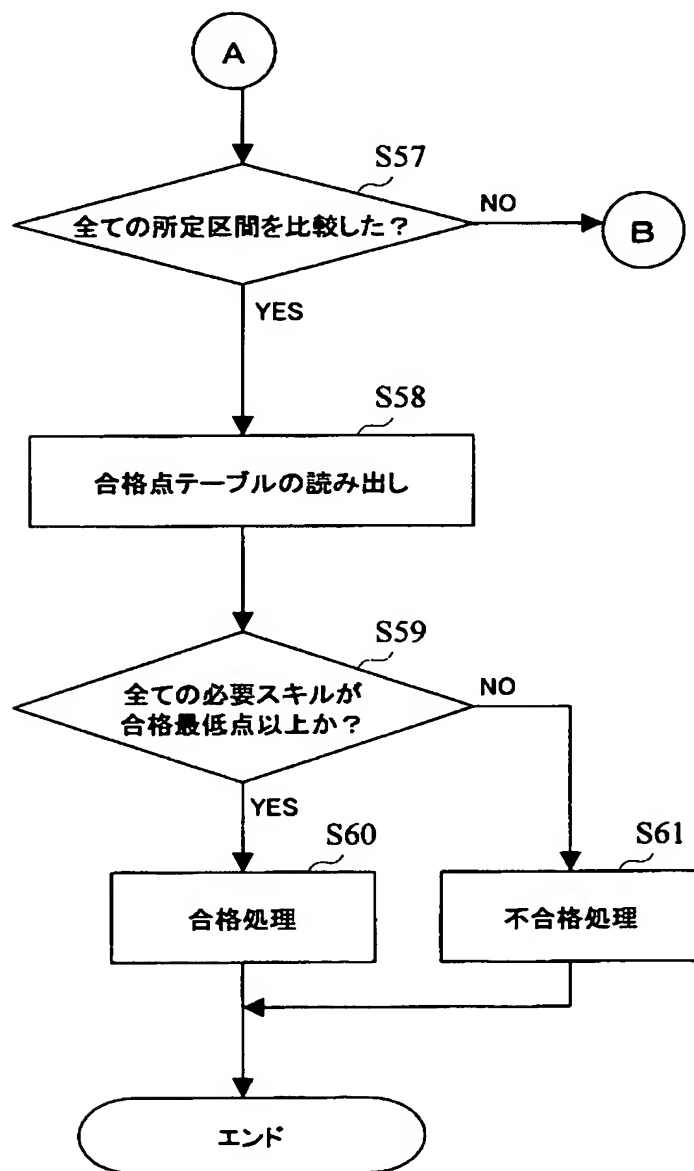 A
S57
全ての所定区間を比較した?
NO
B
YES
S58
合格点テーブルの読み出し
S59
全ての必要スキルが
合格最低点以上か?
NO
YES
S60
合格処理
S61
不合格処理
エンド